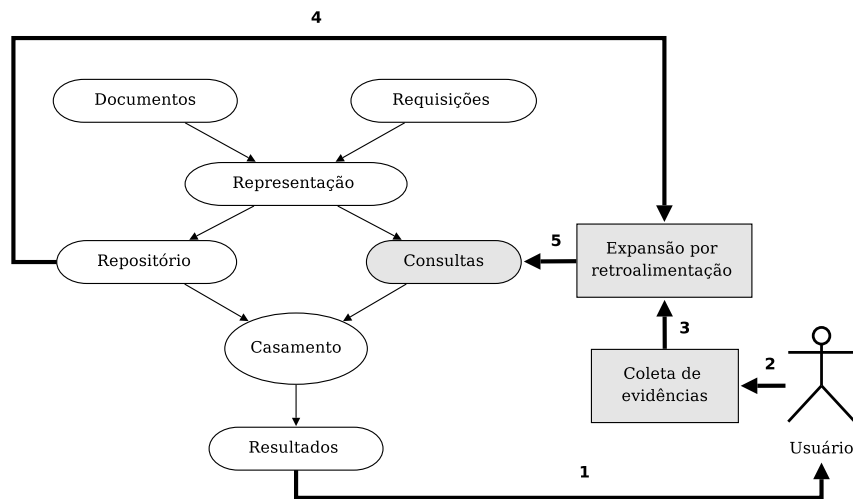 4
Documentos
Requisições
Representação
Repositório
Consultas
5
Expansão por
retroalimentação
3
Casamento
Coleta de
evidências
2
Resultados
Usuário
1